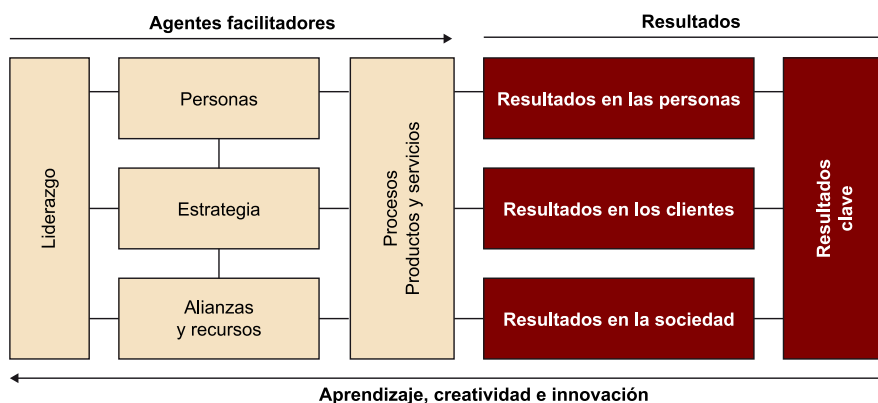 Agentes facilitadores
Resultados
Liderazgo
Personas
Estrategia
Alianzas
y recursos
Procesos
Productos y servicios
Resultados en las personas
Resultados en los clientes
Resultados en la sociedad
Resultados
clave
Aprendizaje, creatividad e innovación